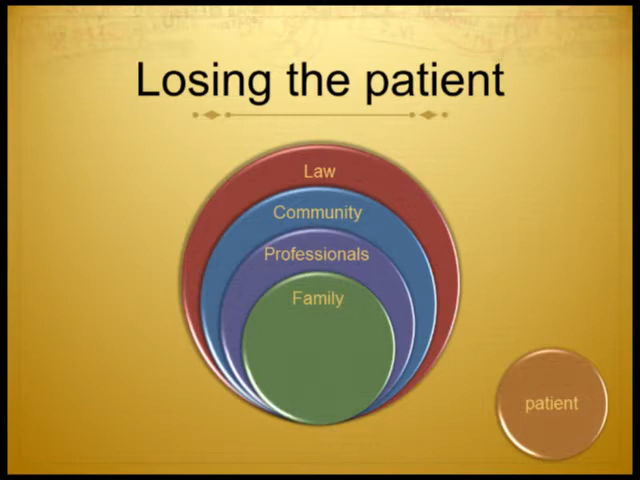 Losing the patient
Law
Community
Professionals
Family
patient